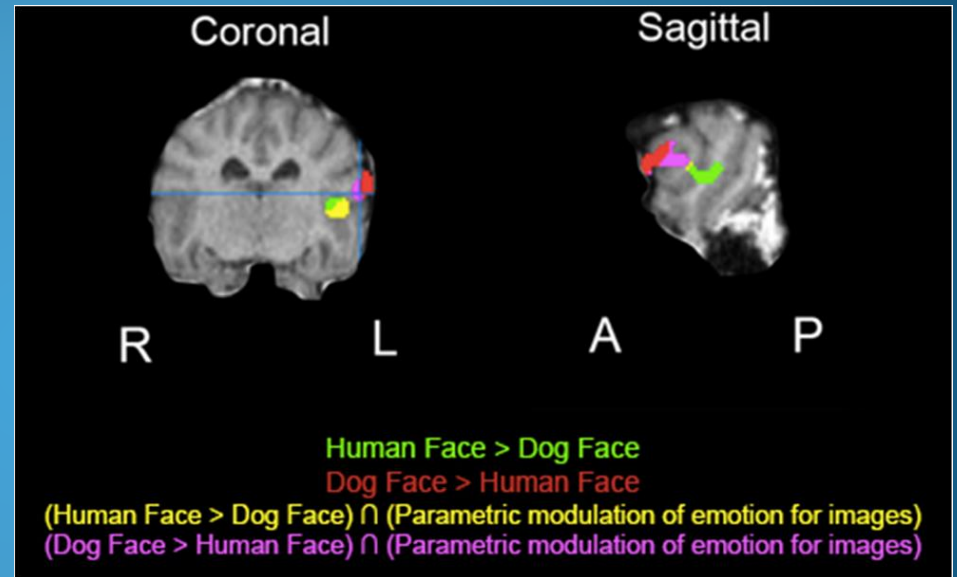 Coronal
Sagittal
R
L
A
P
Human Face > Dog Face
Dog Face > Human Face
(Human Face > Dog Face) ∩ (Parametric modulation of emotion for images)
(Dog Face > Human Face) ∩ (Parametric modulation of emotion for images)